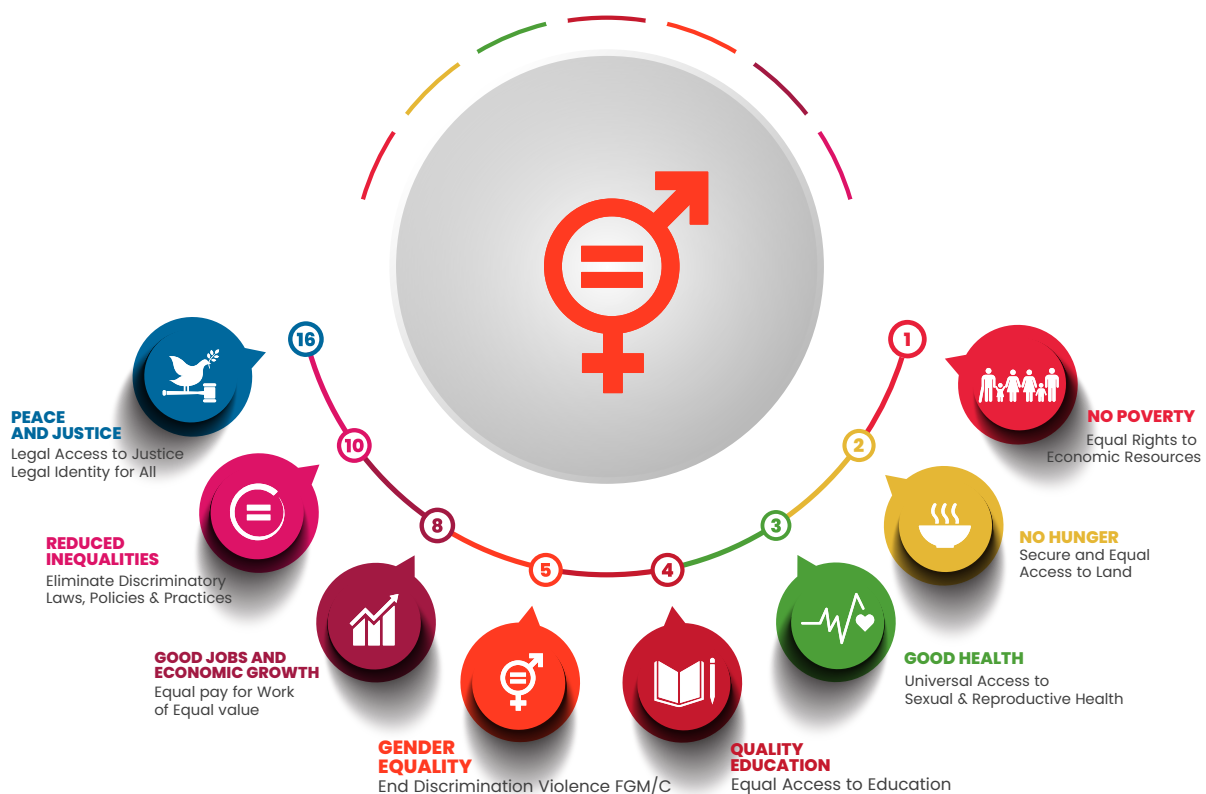 16
1
10
2
8
3
5
4
PEACE
AND JUSTICE
Legal Access to Justice
Legal Identity for All
REDUCED
INEQUALITIES
Eliminate Discriminatory
Laws, Policies & Practices
GOOD JOBS AND
ECONOMIC GROWTH
Equal pay for Work
of Equal value
GENDER
EQUALITY
End Discrimination Violence FGM/C
QUALITY
EDUCATION
Equal Access to Education
GOOD HEALTH
Universal Access to
Sexual & Reproductive Health
NO HUNGER
Secure and Equal
Access to Land
NO POVERTY
Equal Rights to
Economic Resources